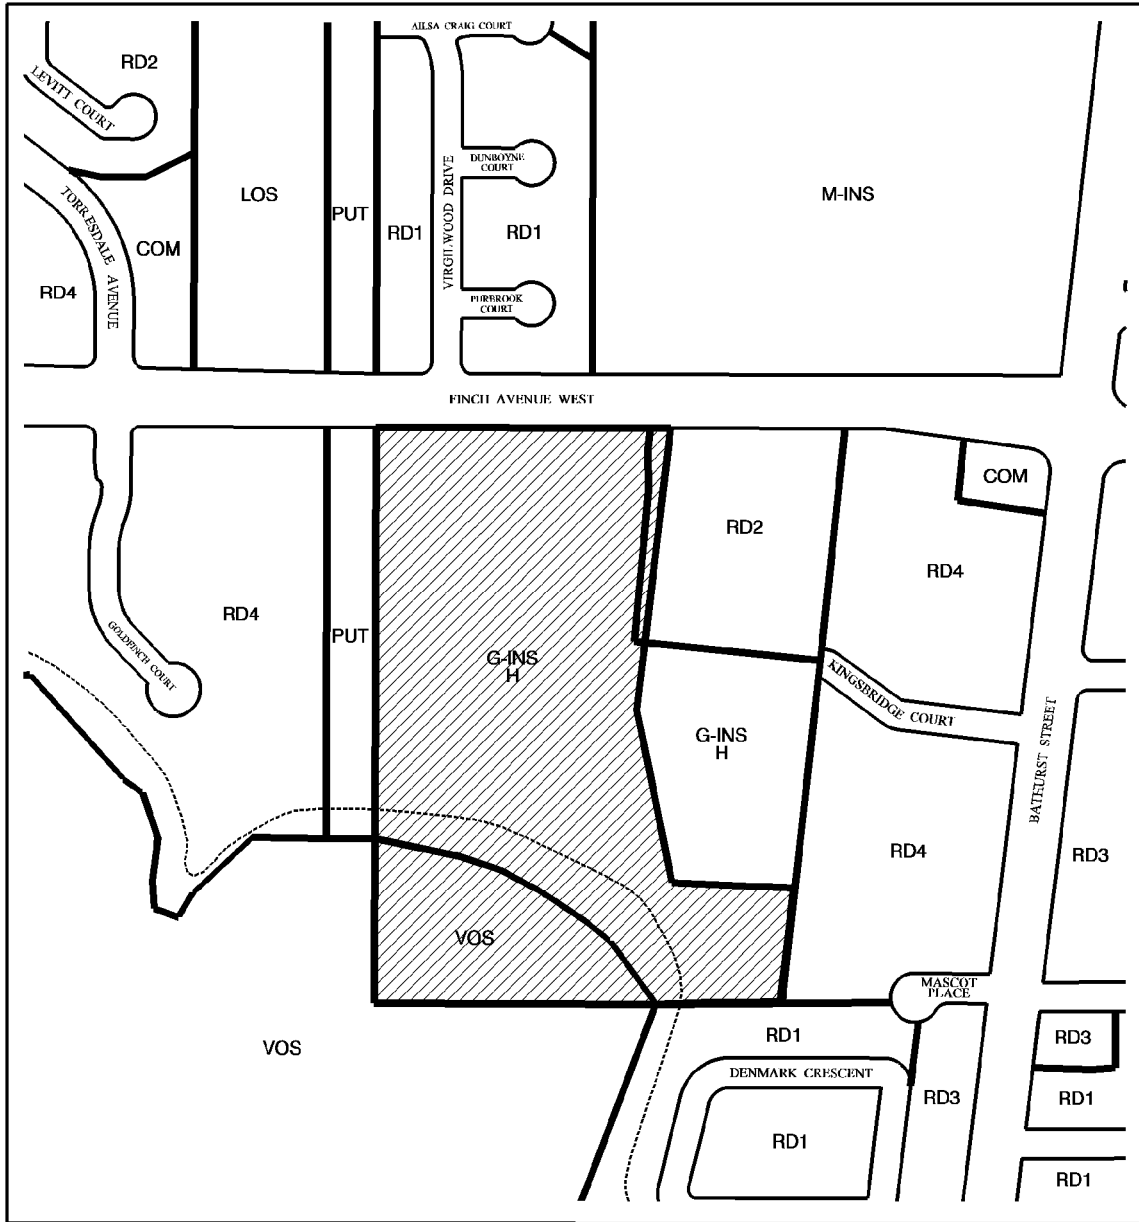 AILSA CRAIG COURT
RD2
LEVITT COURT
DUNBOYNE
COURT
LOS
M-INS
PUT
VIRGILWOOD DRIVE
TORRESDALE AVENUE
COM
RD1
RD1
RD4
PURBROOK
COURT
FINCH AVENUE WEST
COM
RD2
RD4
RD4
PUT
GOLDFINCH COURT
G-INS
H
KINGSBRIDGE COURT
G-INS
H
BATHURST STREET
RD4
RD3
VOS
MASCOT
PLACE
RD1
RD3
VOS
DENMARK CRESCENT
RD3
RD1
RD1
RD1